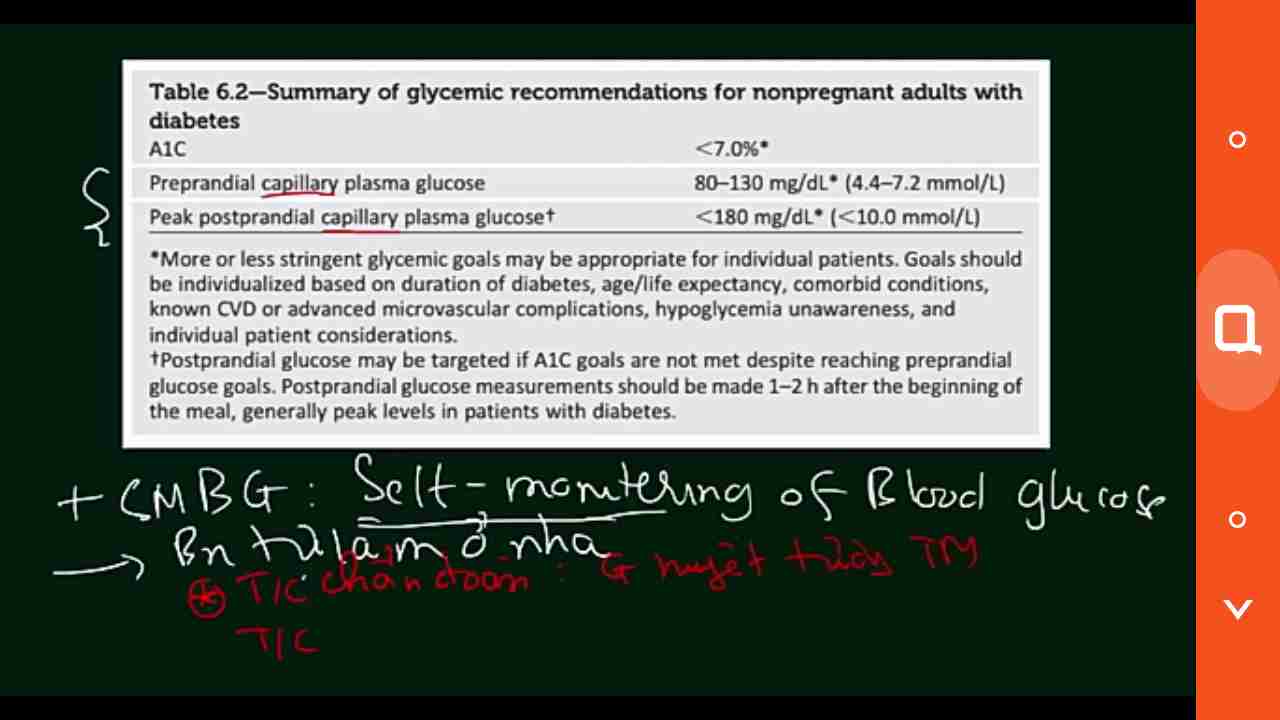 Table 6.2—Summary of glycemic recommendations for nonpregnant adults with
diabetes
A1C <7.0%*
Preprandial capillary plasma glucose 80–130 mg/dL* (4.4–7.2 mmol/L)
Peak postprandial capillary plasma glucose† <180 mg/dL* (<10.0 mmol/L)
*More or less stringent glycemic goals may be appropriate for individual patients. Goals should
be individualized based on duration of diabetes, age/life expectancy, comorbid conditions,
known CVD or advanced microvascular complications, hypoglycemia unawareness, and
individual patient considerations.
†Postprandial glucose may be targeted if A1C goals are not met despite reaching preprandial
glucose goals. Postprandial glucose measurements should be made 1–2 h after the beginning of
the meal, generally peak levels in patients with diabetes.
+ SMBG: Self-monitering of Blood glucose
→ Bn tự làm ở nhà
T/C chẩn đoán: G huyết tương TM
T/C